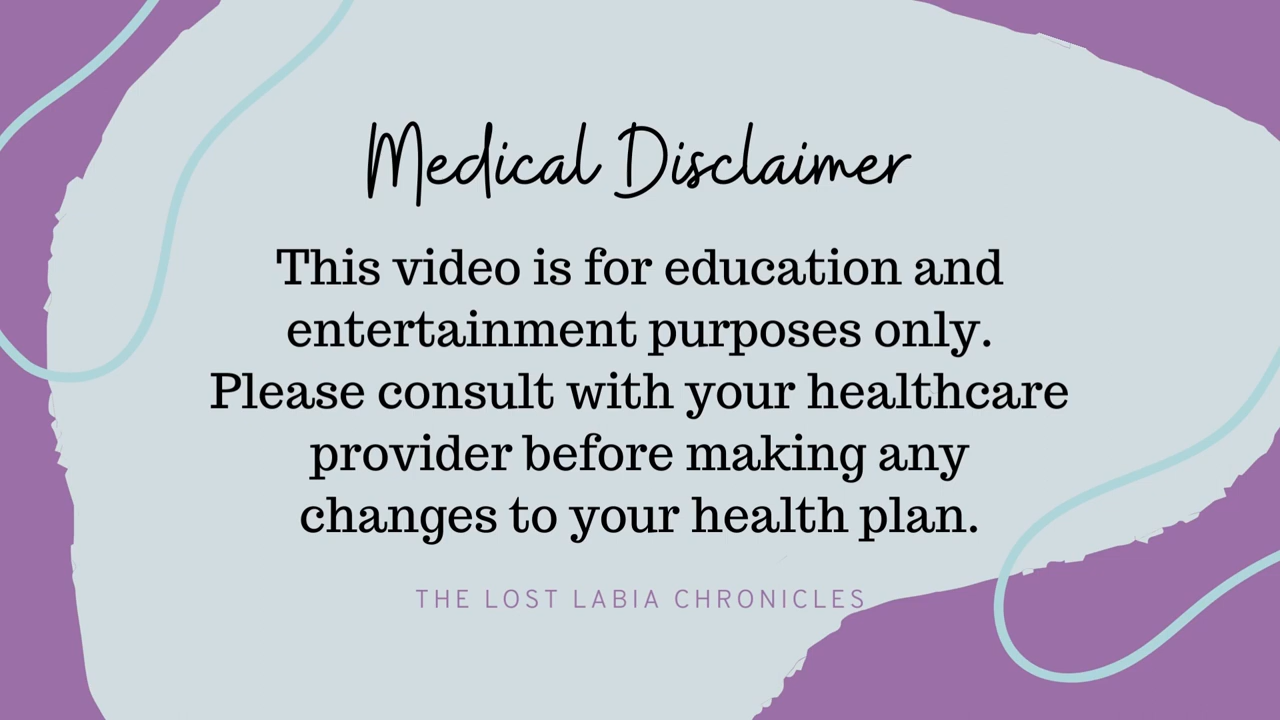 Medical Disclaimer
This video is for education and
entertainment purposes only.
Please consult with your healthcare
provider before making any
changes to your health plan.
THE LOST LABIA CHRONICLES